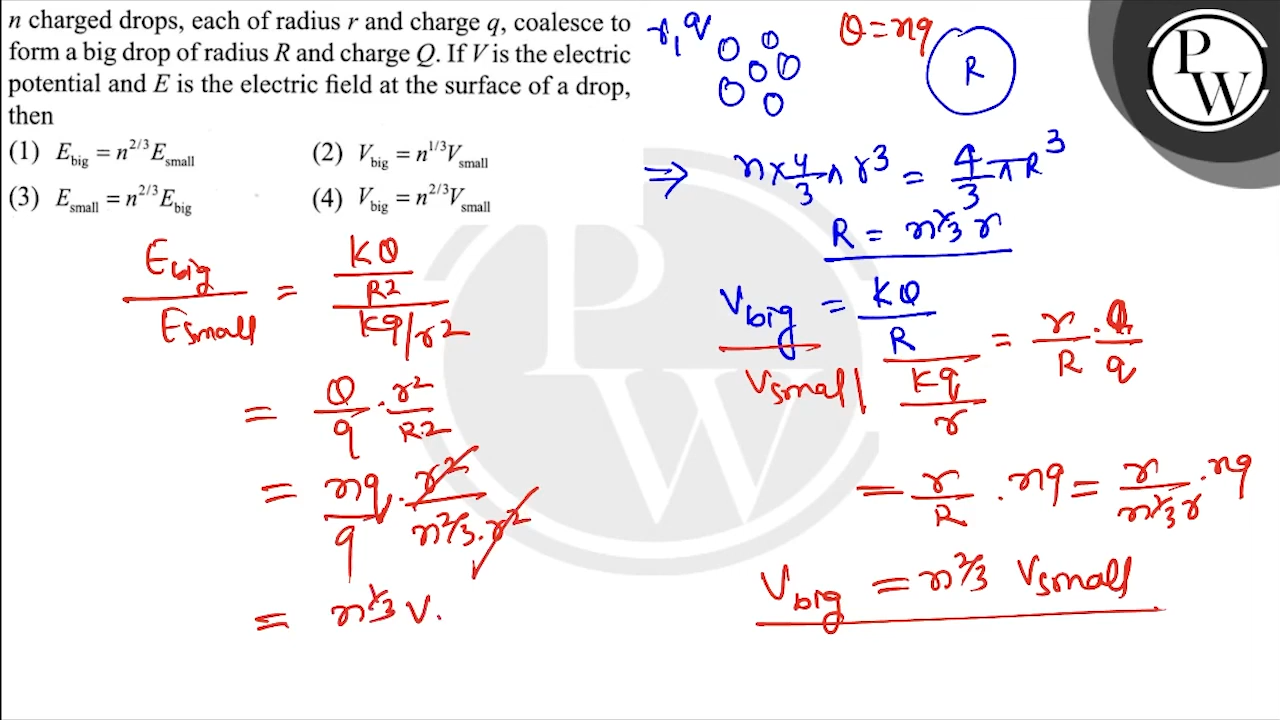 n charged drops, each of radius r and charge q, coalesce to
form a big drop of radius R and charge Q. If V is the electric
potential and E is the electric field at the surface of a drop,
then
(1) E_big = n^{2/3}E_small (2) V_big = n^{1/3}V_small
(3) E_small = n^{2/3}E_big (4) V_big = n^{2/3}V_small
r, q
Q = nq
R
⇒ n × 4/3 π r^3 = 4/3 π R^3
R = n^{1/3} r
E_big / E_small = (KQ / R^2) / (Kq / r^2)
= Q/q · r^2/R^2
= nq/q · r^2/(n^{2/3} · r^2)
= n^{1/3} V.
V_big / V_small = (KQ / R) / (Kq / r) = r/R · Q/q
= r/R · nq = r/(n^{1/3} r) · nq
V_big = n^{2/3} V_small
PW
PW